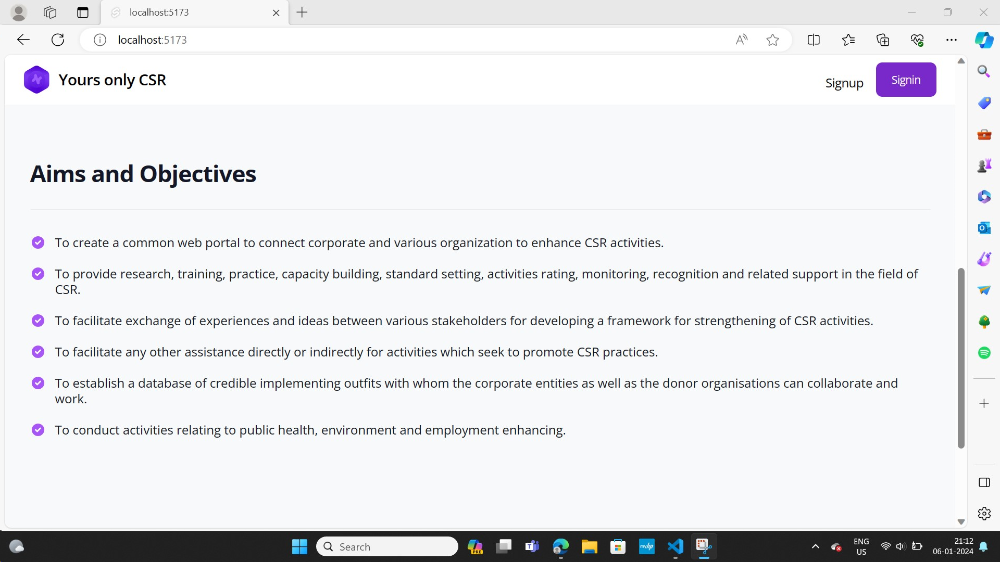 localhost:5173
localhost:5173
Yours only CSR
Signup
Signin
Aims and Objectives
To create a common web portal to connect corporate and various organization to enhance CSR activities.
To provide research, training, practice, capacity building, standard setting, activities rating, monitoring, recognition and related support in the field of
CSR.
To facilitate exchange of experiences and ideas between various stakeholders for developing a framework for strengthening of CSR activities.
To facilitate any other assistance directly or indirectly for activities which seek to promote CSR practices.
To establish a database of credible implementing outfits with whom the corporate entities as well as the donor organisations can collaborate and
work.
To conduct activities relating to public health, environment and employment enhancing.
Search
PRE
myhp
ENG
US
21:12
06-01-2024